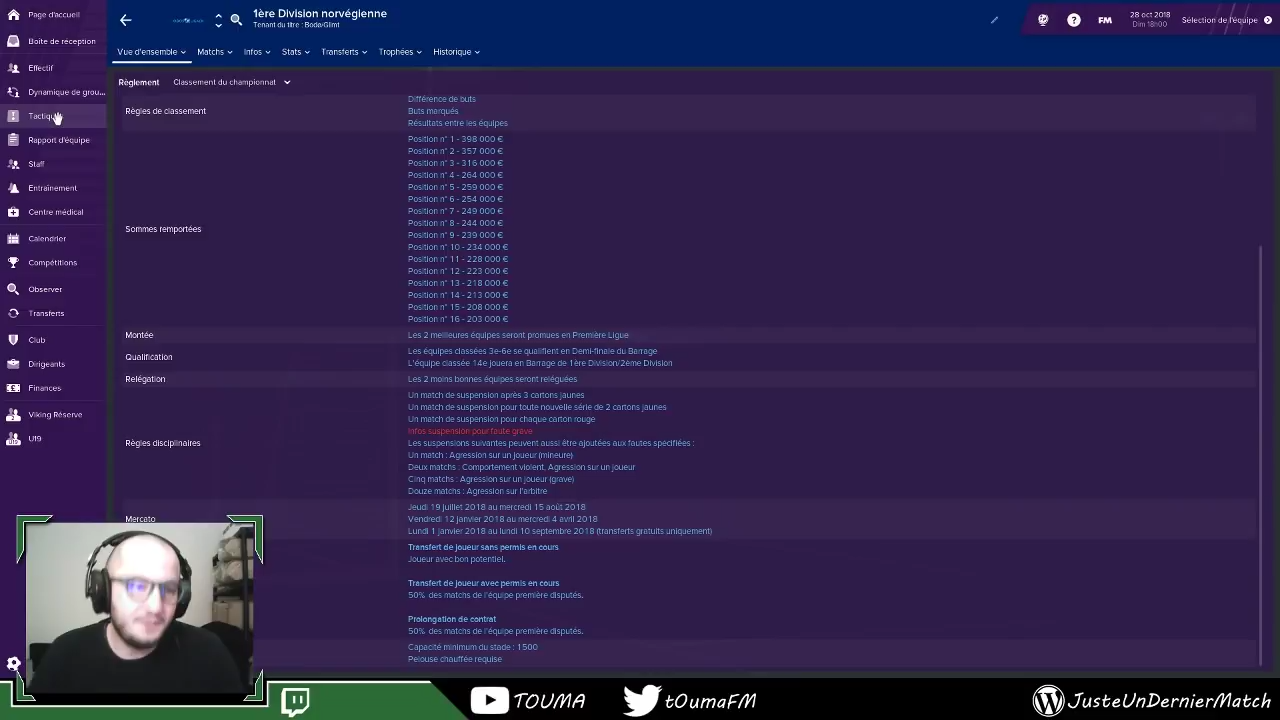 Page d'accueil
Boîte de réception
Effectif
Dynamique de grou...
Tactiqu
Rapport d'équipe
Staff
Entraînement
Centre médical
Calendrier
Compétitions
Observer
Transferts
Club
Dirigeants
Finances
Viking Réserve
U19
1ère Division norvégienne
Tenant du titre : Bodø/Glimt
FM
28 oct 2018
Dim 18h00
Sélection de l'équipe
Vue d'ensemble
Matchs
Infos
Stats
Transferts
Trophées
Historique
Règlement
Classement du championnat
Règles de classement
Différence de buts
Buts marqués
Résultats entre les équipes
Sommes remportées
Position n° 1 - 398 000 €
Position n° 2 - 357 000 €
Position n° 3 - 316 000 €
Position n° 4 - 264 000 €
Position n° 5 - 259 000 €
Position n° 6 - 254 000 €
Position n° 7 - 249 000 €
Position n° 8 - 244 000 €
Position n° 9 - 239 000 €
Position n° 10 - 234 000 €
Position n° 11 - 228 000 €
Position n° 12 - 223 000 €
Position n° 13 - 218 000 €
Position n° 14 - 213 000 €
Position n° 15 - 208 000 €
Position n° 16 - 203 000 €
Montée
Les 2 meilleures équipes seront promues en Première Ligue
Qualification
Les équipes classées 3e-6e se qualifient en Demi-finale du Barrage
L'équipe classée 14e jouera en Barrage de 1ère Division/2ème Division
Relégation
Les 2 moins bonnes équipes seront reléguées
Règles disciplinaires
Un match de suspension après 3 cartons jaunes
Un match de suspension pour toute nouvelle série de 2 cartons jaunes
Un match de suspension pour chaque carton rouge
Infos suspension pour faute grave
Les suspensions suivantes peuvent aussi être ajoutées aux fautes spécifiées :
Un match : Agression sur un joueur (mineure)
Deux matchs : Comportement violent, Agression sur un joueur
Cinq matchs : Agression sur un joueur (grave)
Douze matchs : Agression sur l'arbitre
Mercato
Jeudi 19 juillet 2018 au mercredi 15 août 2018
Vendredi 12 janvier 2018 au mercredi 4 avril 2018
Lundi 1 janvier 2018 au lundi 10 septembre 2018 (transferts gratuits uniquement)
Transfert de joueur sans permis en cours
Joueur avec bon potentiel.
Transfert de joueur avec permis en cours
50% des matchs de l'équipe première disputés.
Prolongation de contrat
50% des matchs de l'équipe première disputés.
Capacité minimum du stade : 1500
Pelouse chauffée requise
TOUMA
tOumaFM
JusteUnDernierMatch